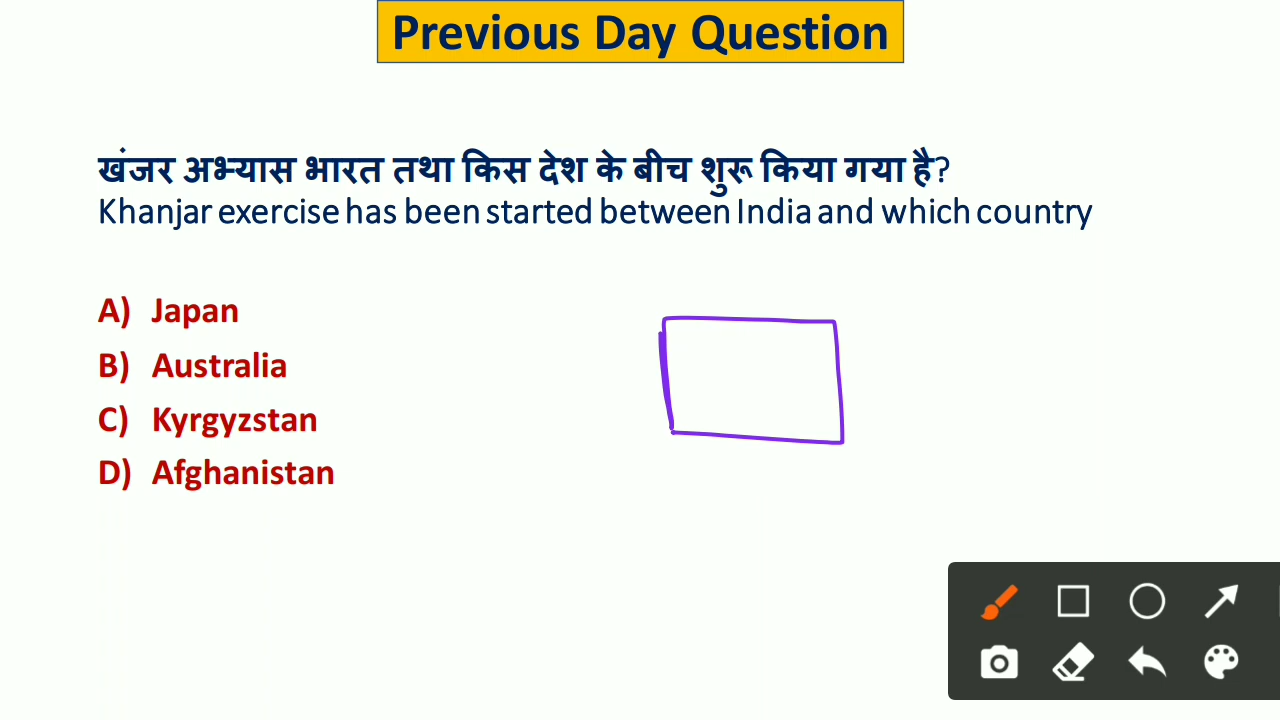 Previous Day Question
खंजर अभ्यास भारत तथा किस देश के बीच शुरू किया गया है?
Khanjar exercise has been started between India and which country
A) Japan
B) Australia
C) Kyrgyzstan
D) Afghanistan